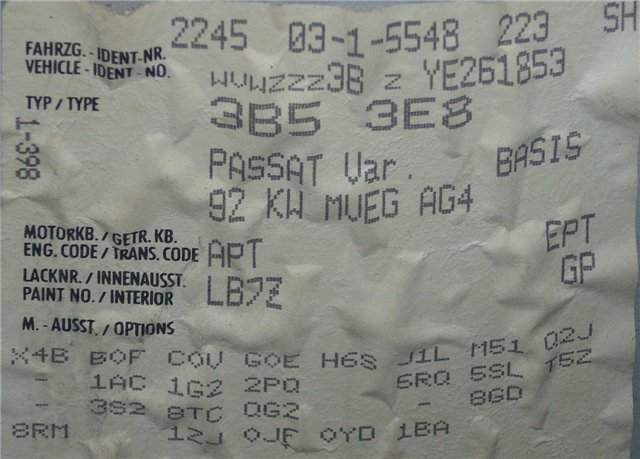 2245 03-1-5548 223 SH
FAHRZG. - IDENT-NR.
VEHICLE - IDENT - NO. WVWZZZ3B Z YE261853
TYP / TYPE 3B5 3E8
1-398
PASSAT Var. BASIS
92 KW MVEG AG4
MOTORKB. / GETR. KB.
ENG. CODE / TRANS. CODE APT EPT
LACKNR. / INNENAUSST.
PAINT NO. / INTERIOR LB7Z GP
M. - AUSST. / OPTIONS
X4B B0F C0V G0E H6S J1L M51 Q2J
- 1AC 1G2 2PQ 5RQ 5SL T5Z
- 3S2 8TC QG2 - 8GD
8RM 1ZJ 0JF 0YD 1BA